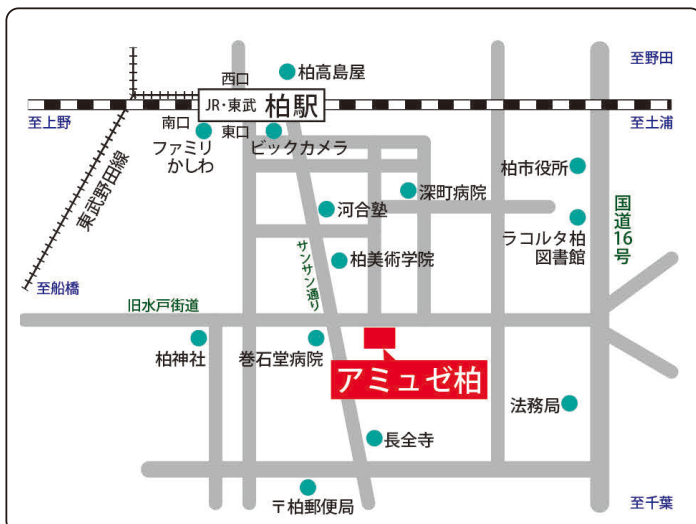 至野田
柏高島屋
西口
JR・東武 柏駅
至上野
南口
東口
至土浦
ファミリ
かしわ
ビックカメラ
東武野田線
柏市役所
深町病院
河合塾
国道16号
ラコルタ柏
図書館
サンサン通り
柏美術学院
至船橋
旧水戸街道
柏神社
巻石堂病院
アミュゼ柏
法務局
長全寺
〒柏郵便局
至千葉